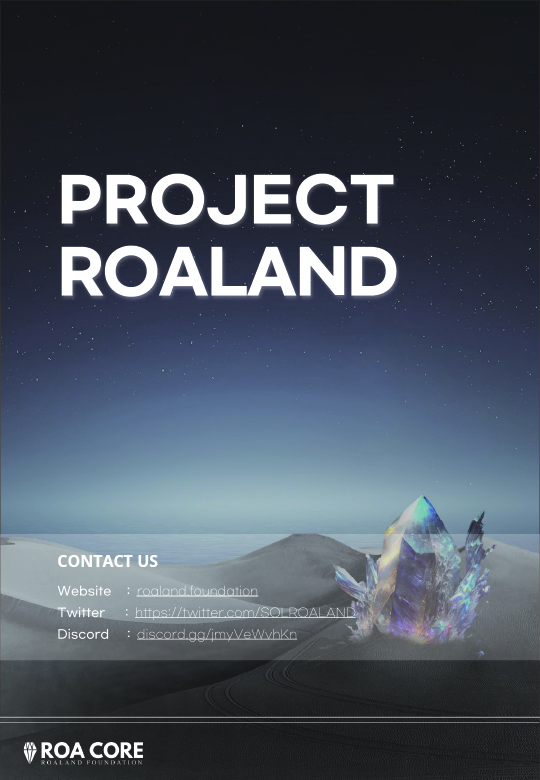 PROJECT
ROALAND
CONTACT US
Website : roaland.foundation
Twitter : https://twitter.com/SOLROALAND
Discord : discord.gg/jmyVeWvhKn
ROA CORE
ROALAND FOUNDATION